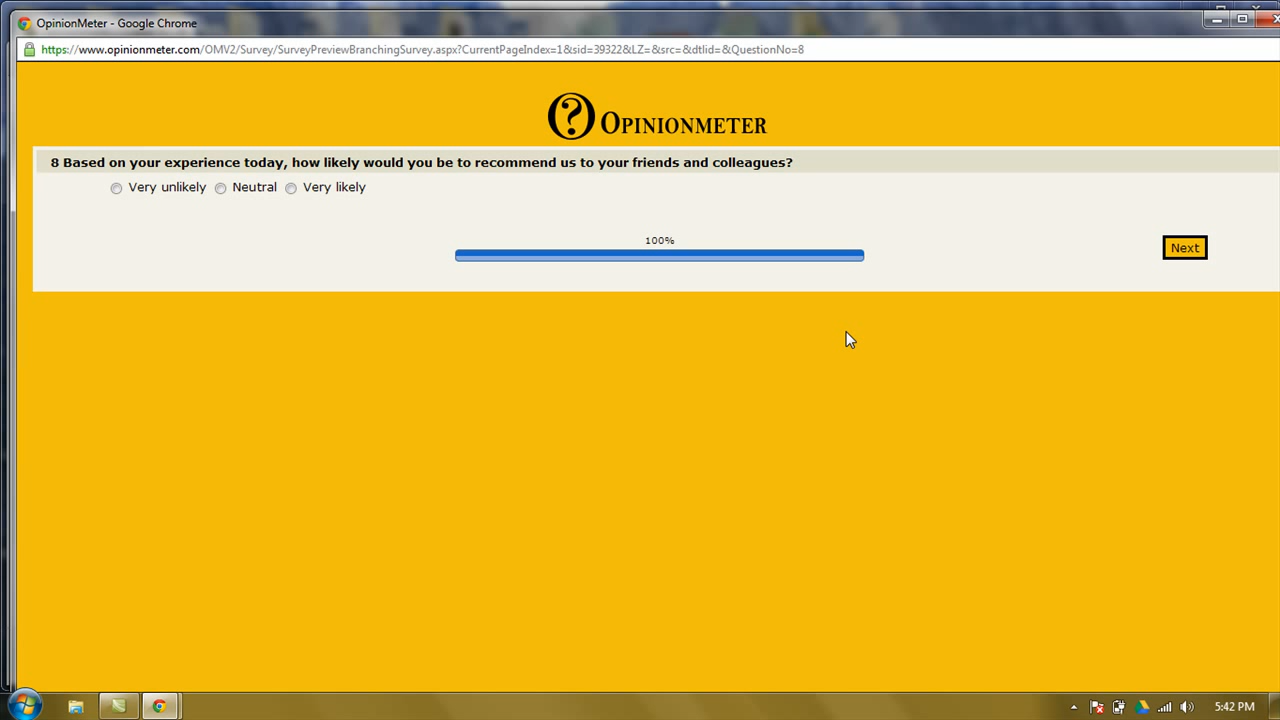 OpinionMeter - Google Chrome
https://www.opinionmeter.com/OMV2/Survey/SurveyPreviewBranchingSurvey.aspx?CurrentPageIndex=1&sid=39322&LZ=&src=&dtlid=&QuestionNo=8
OPINIONMETER
8 Based on your experience today, how likely would you be to recommend us to your friends and colleagues?
Very unlikely Neutral Very likely
100%
Next
5:42 PM